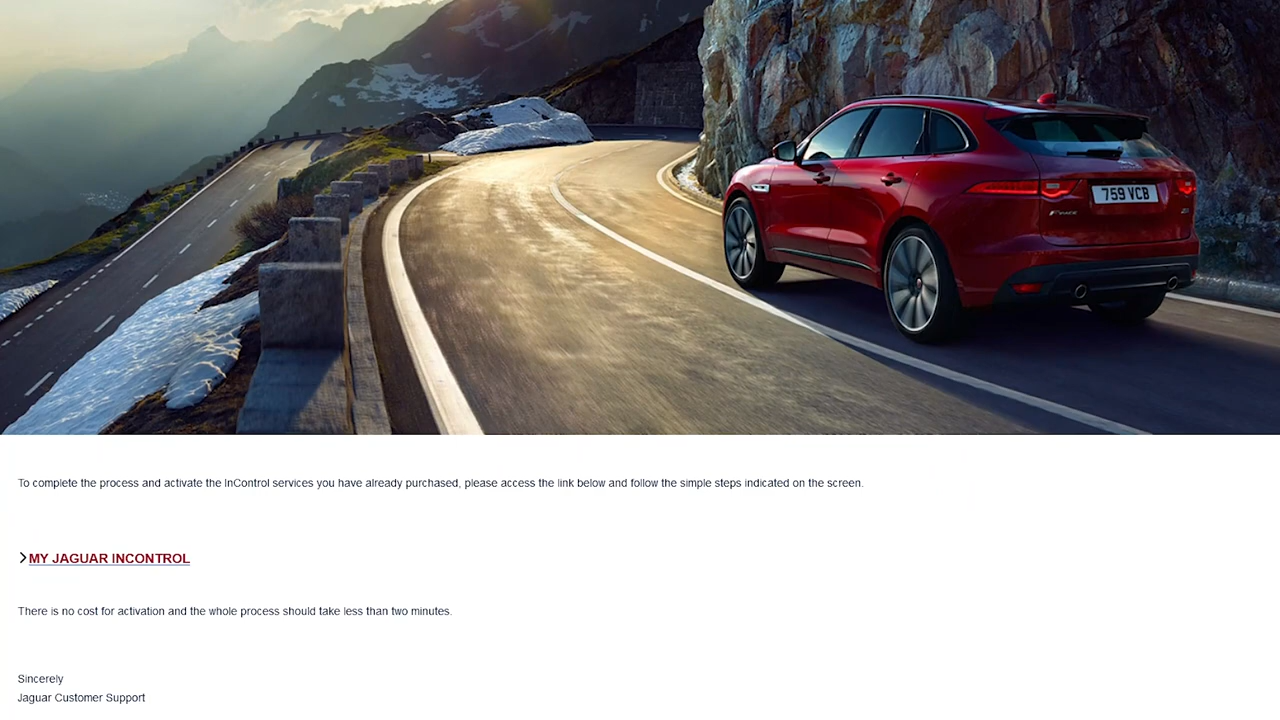 759 VCB
To complete the process and activate the InControl services you have already purchased, please access the link below and follow the simple steps indicated on the screen.
MY JAGUAR INCONTROL
There is no cost for activation and the whole process should take less than two minutes.
Sincerely
Jaguar Customer Support